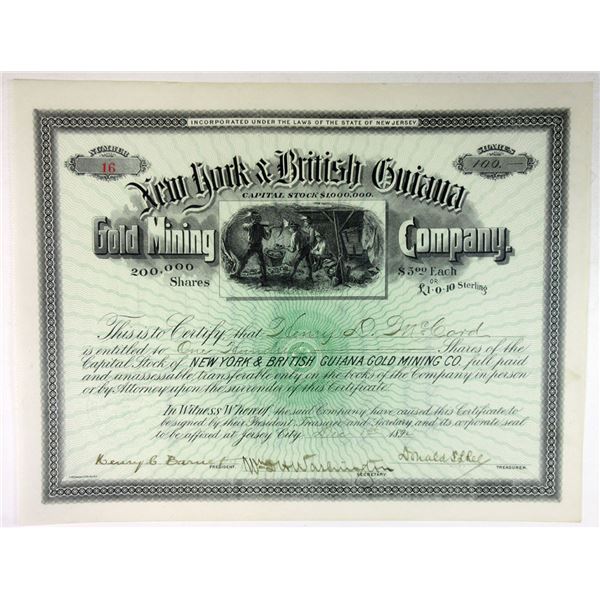 INCORPORATED UNDER THE LAWS OF THE STATE OF NEW JERSEY.
NUMBER
16
SHARES
100.
New York & British Guiana
CAPITAL STOCK $1,000,000.
Gold Mining Company.
200,000 Shares
$5.00 Each
OR
£1-0-10 Sterling
This is to Certify that Henry D. McCord
is entitled to One Shares of the
Capital Stock of NEW YORK & BRITISH GUIANA GOLD MINING CO. full paid
and unassessible, transferable only on the books of the Company in person
or by Attorney upon the surrender of this Certificate.
In Witness Whereof, the said Company have caused this Certificate to
be signed by their President, Treasurer and Secretary and its corporate seal
to be affixed at Jersey City, Dec 189
Henry C. PRESIDENT. Washington SECRETARY. Donald TREASURER.